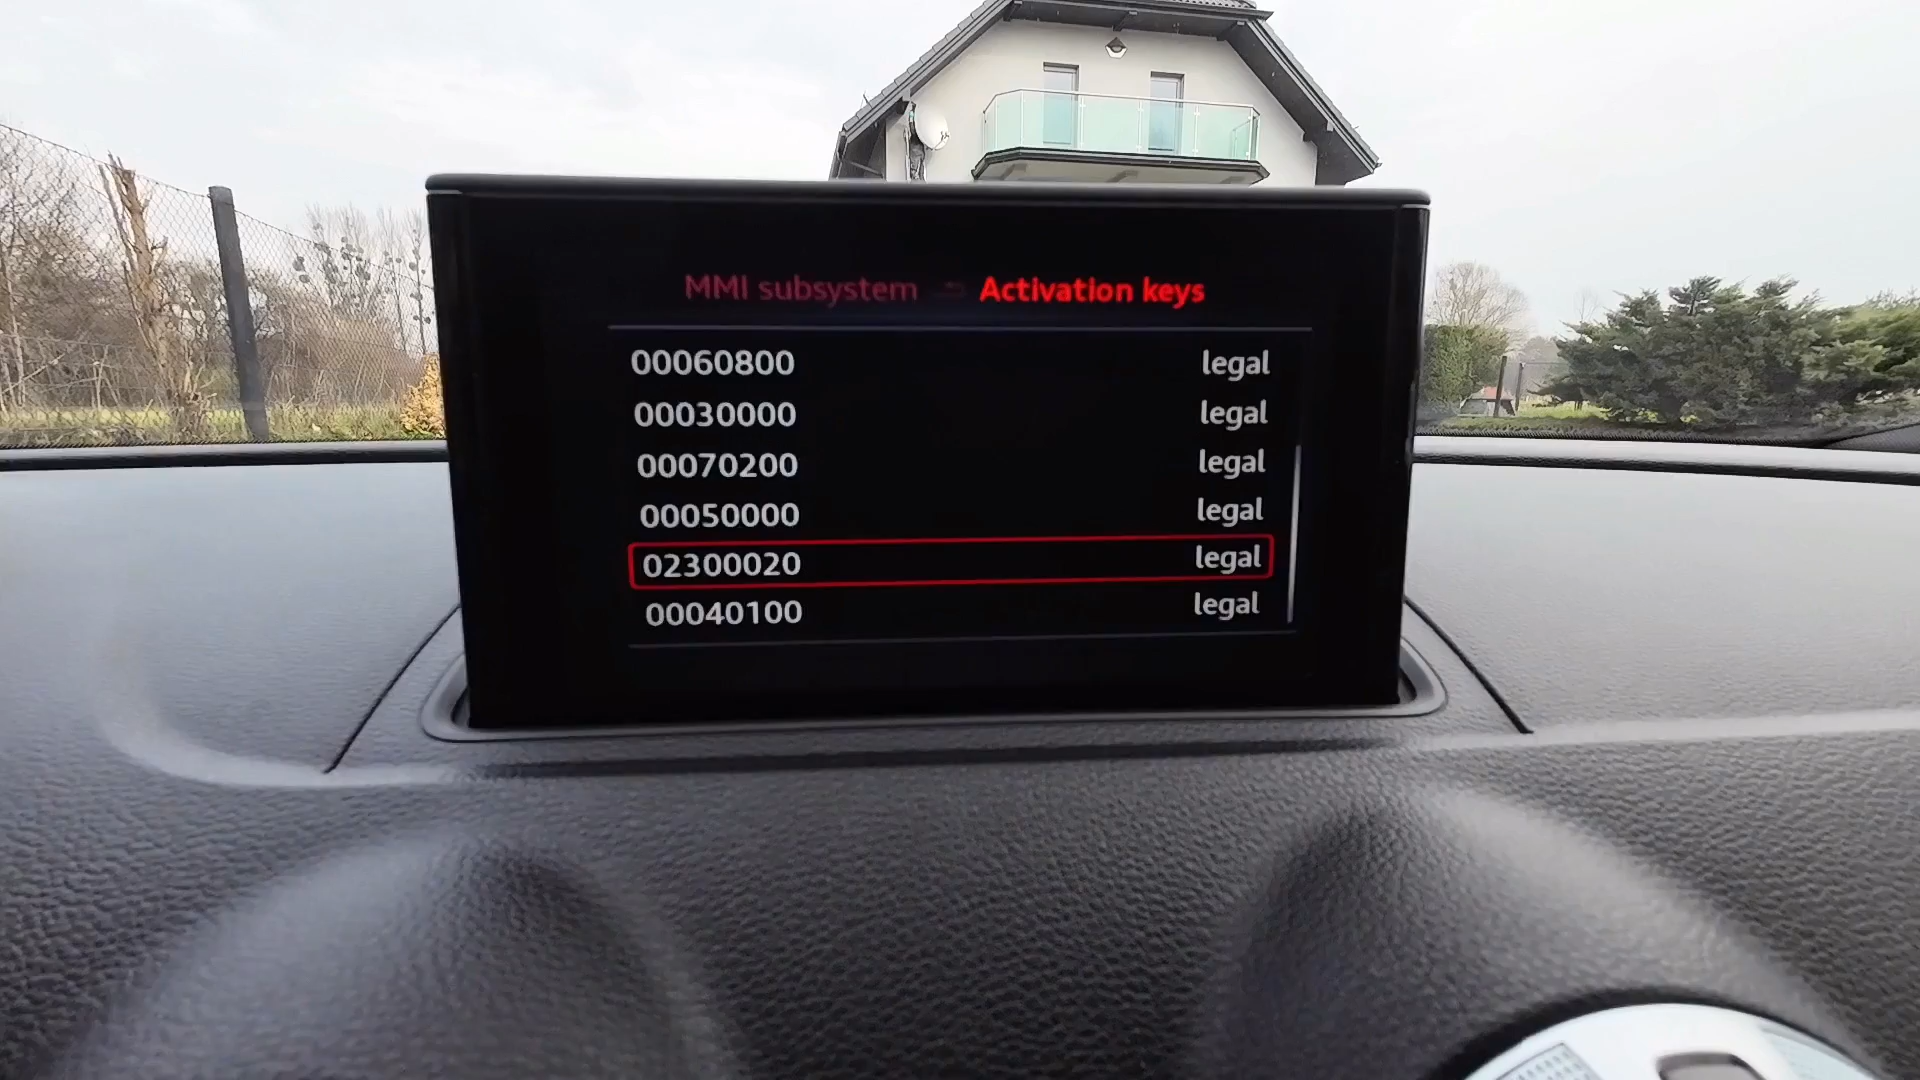 MMI subsystem Activation keys
00060800 legal
00030000 legal
00070200 legal
00050000 legal
02300020 legal
00040100 legal